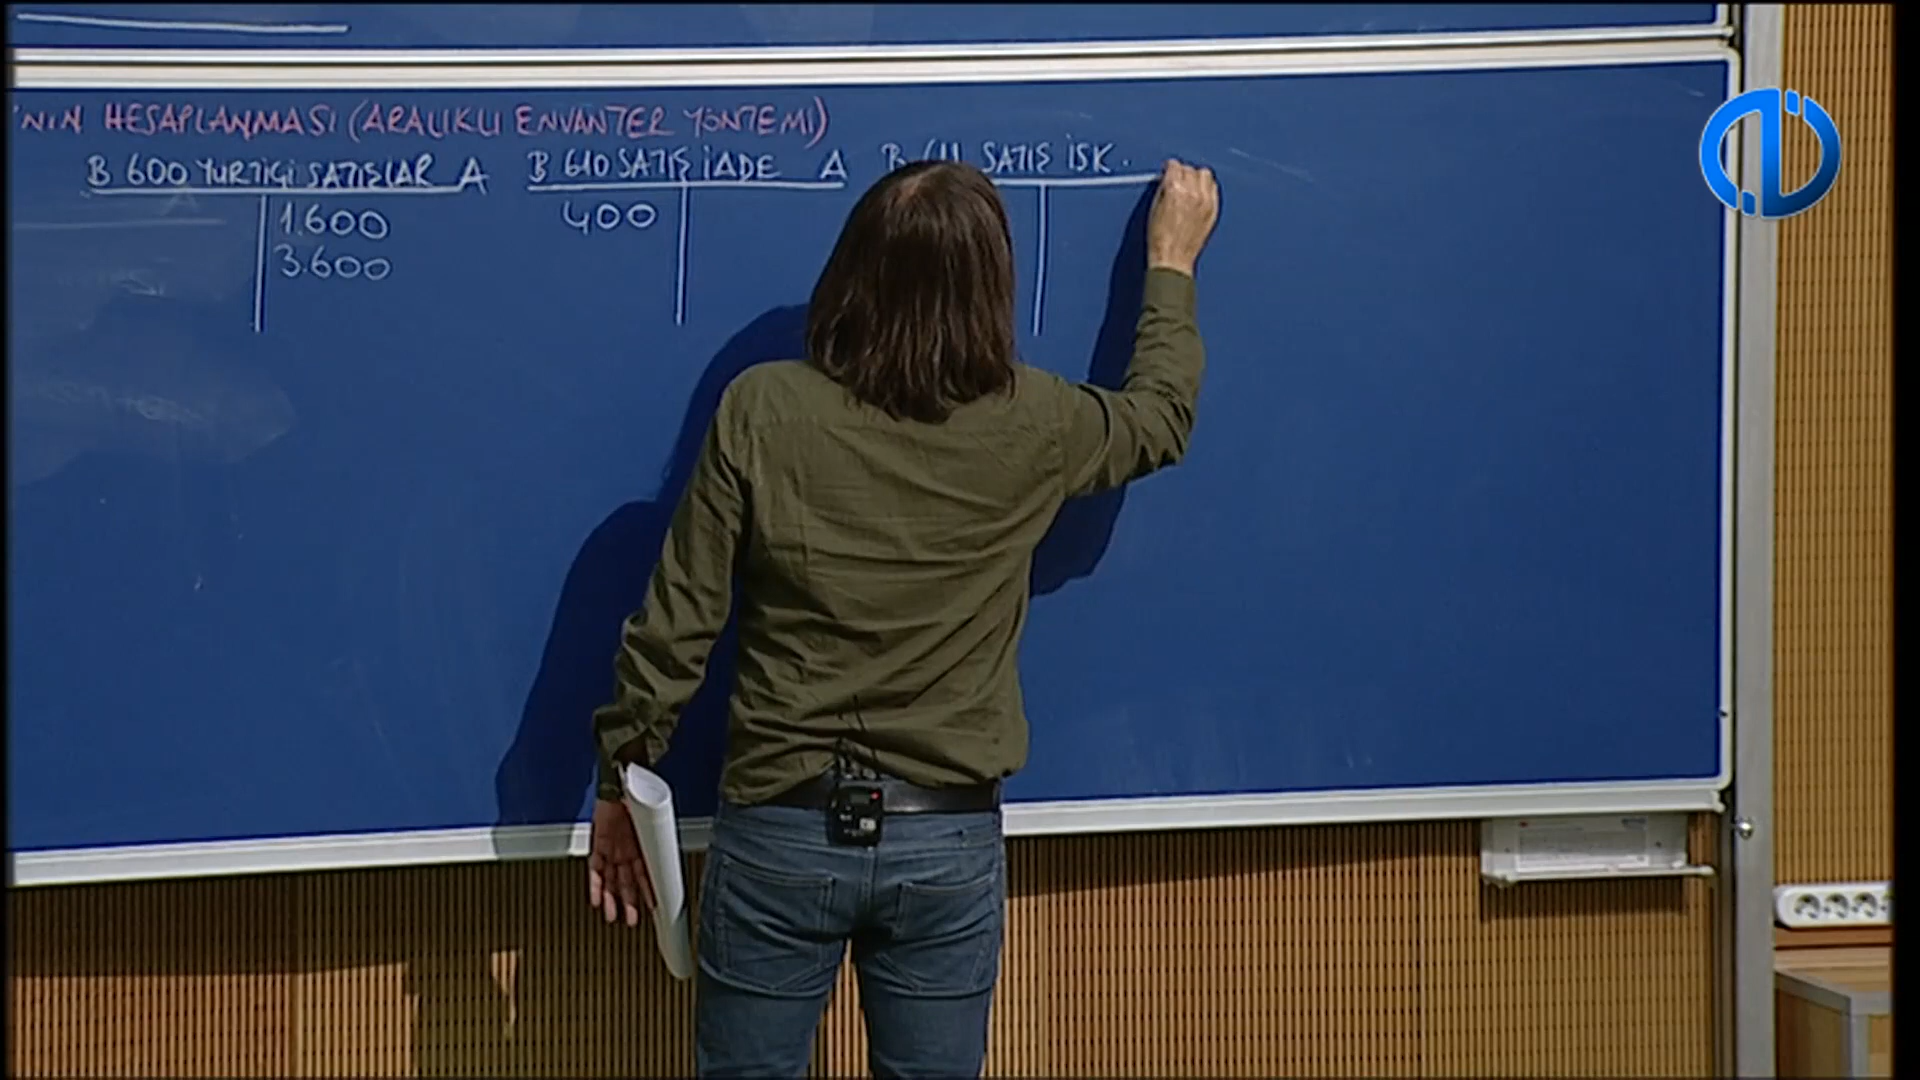 'NIN HESAPLANMASI (ARALIKLI ENVANTER YÖNTEMİ)
B 600 YURTİÇİ SATIŞLAR A
1.600
3.600
B 610 SATIŞ İADE A
400
B 611 SATIŞ İSK.